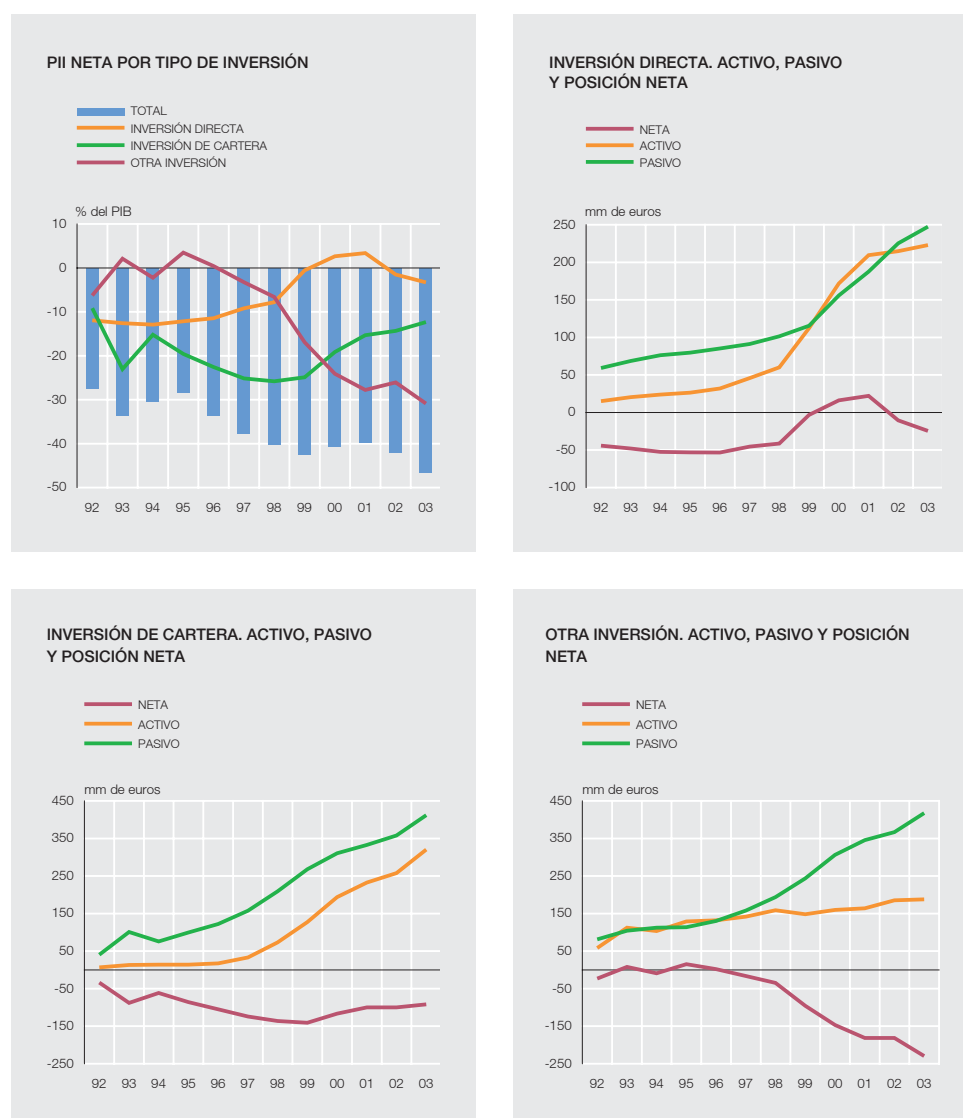 PII NETA POR TIPO DE INVERSIÓN
TOTAL
INVERSIÓN DIRECTA
INVERSIÓN DE CARTERA
OTRA INVERSIÓN
% del PIB
10
0
-10
-20
-30
-40
-50
92 93 94 95 96 97 98 99 00 01 02 03
INVERSIÓN DIRECTA. ACTIVO, PASIVO
Y POSICIÓN NETA
NETA
ACTIVO
PASIVO
mm de euros
250
200
150
100
50
0
-50
-100
92 93 94 95 96 97 98 99 00 01 02 03
INVERSIÓN DE CARTERA. ACTIVO, PASIVO
Y POSICIÓN NETA
NETA
ACTIVO
PASIVO
mm de euros
450
350
250
150
50
-50
-150
-250
92 93 94 95 96 97 98 99 00 01 02 03
OTRA INVERSIÓN. ACTIVO, PASIVO Y POSICIÓN
NETA
NETA
ACTIVO
PASIVO
mm de euros
450
350
250
150
50
-50
-150
-250
92 93 94 95 96 97 98 99 00 01 02 03